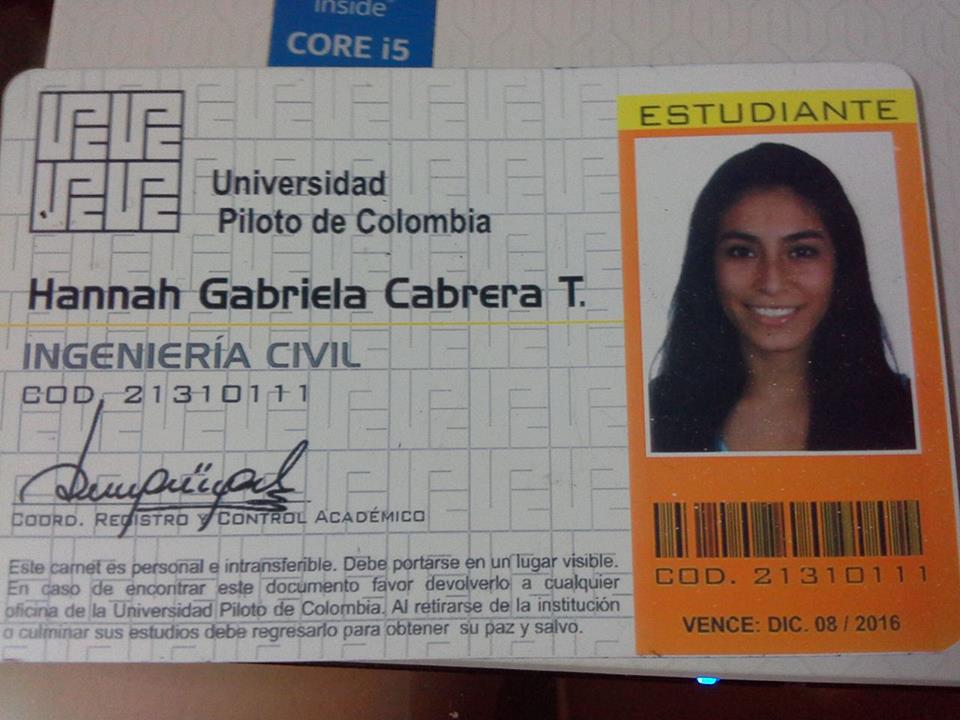 inside
CORE i5
ESTUDIANTE
Universidad
Piloto de Colombia
Hannah Gabriela Cabrera T.
INGENIERÍA CIVIL
COD. 21310111
COORD. REGISTRO Y CONTROL ACADÉMICO
Este carnet es personal e intransferible. Debe portarse en un lugar visible.
En caso de encontrar este documento favor devolverlo a cualquier
oficina de la Universidad Piloto de Colombia. Al retirarse de la institución
o culminar sus estudios debe regresarlo para obtener su paz y salvo.
COD. 21310111
VENCE: DIC. 08 / 2016